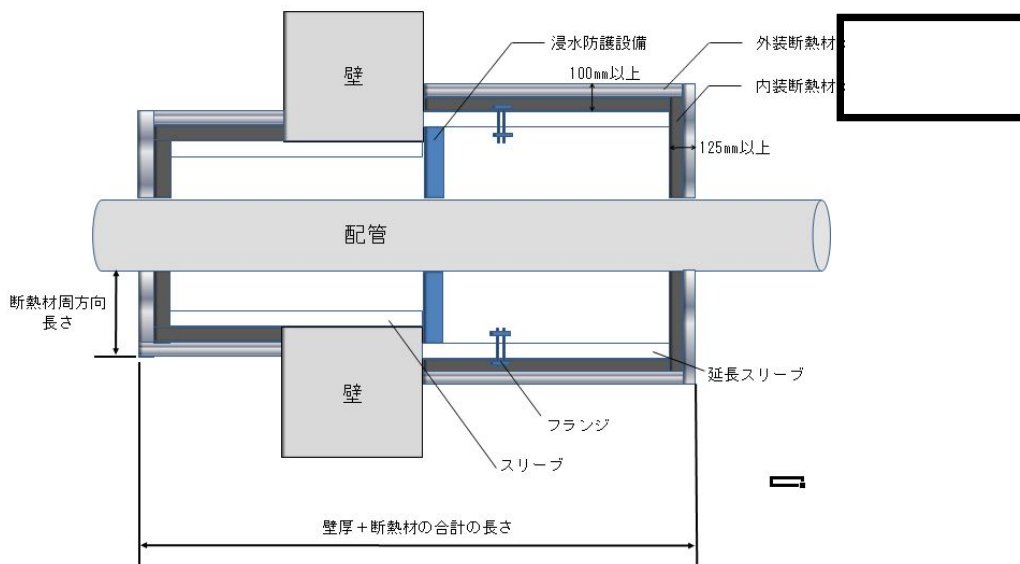 壁
浸水防護設備
外装断熱材
100mm以上
内装断熱材
125mm以上
配管
断熱材周方向
長さ
延長スリーブ
壁
フランジ
スリーブ
壁厚+断熱材の合計の長さ